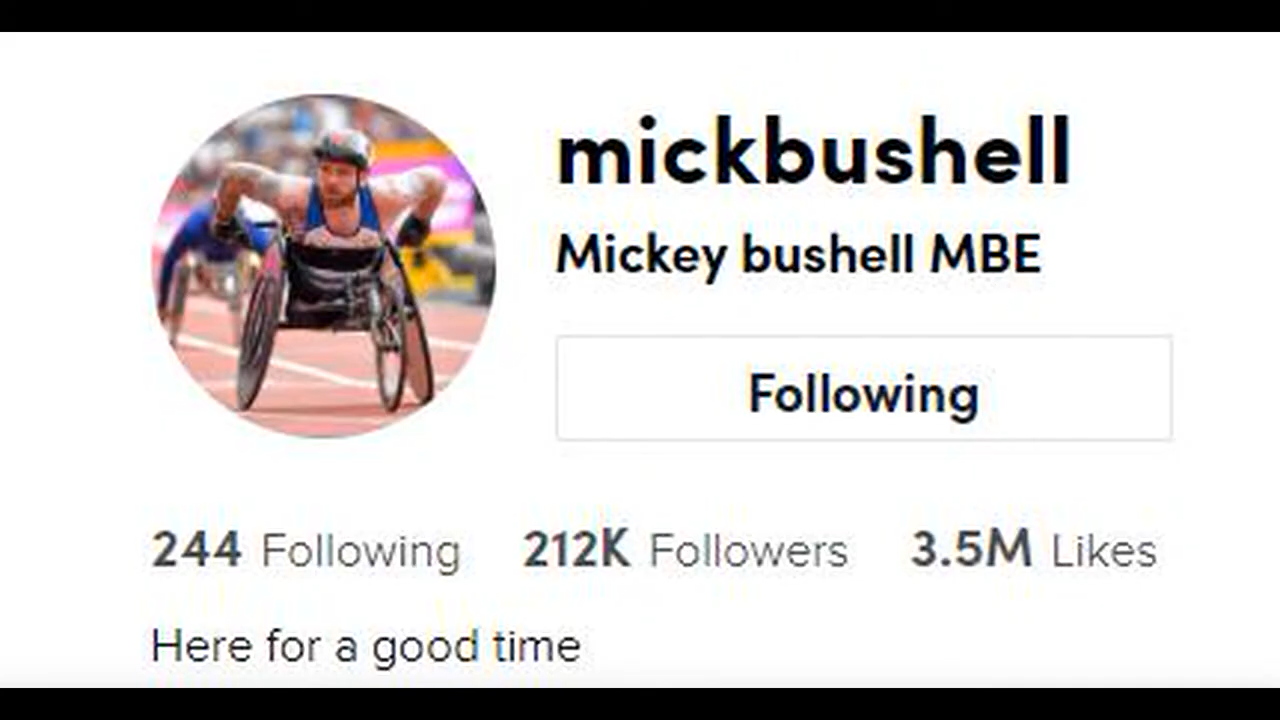 mickbushell
Mickey bushell MBE
Following
244 Following 212K Followers 3.5M Likes
Here for a good time